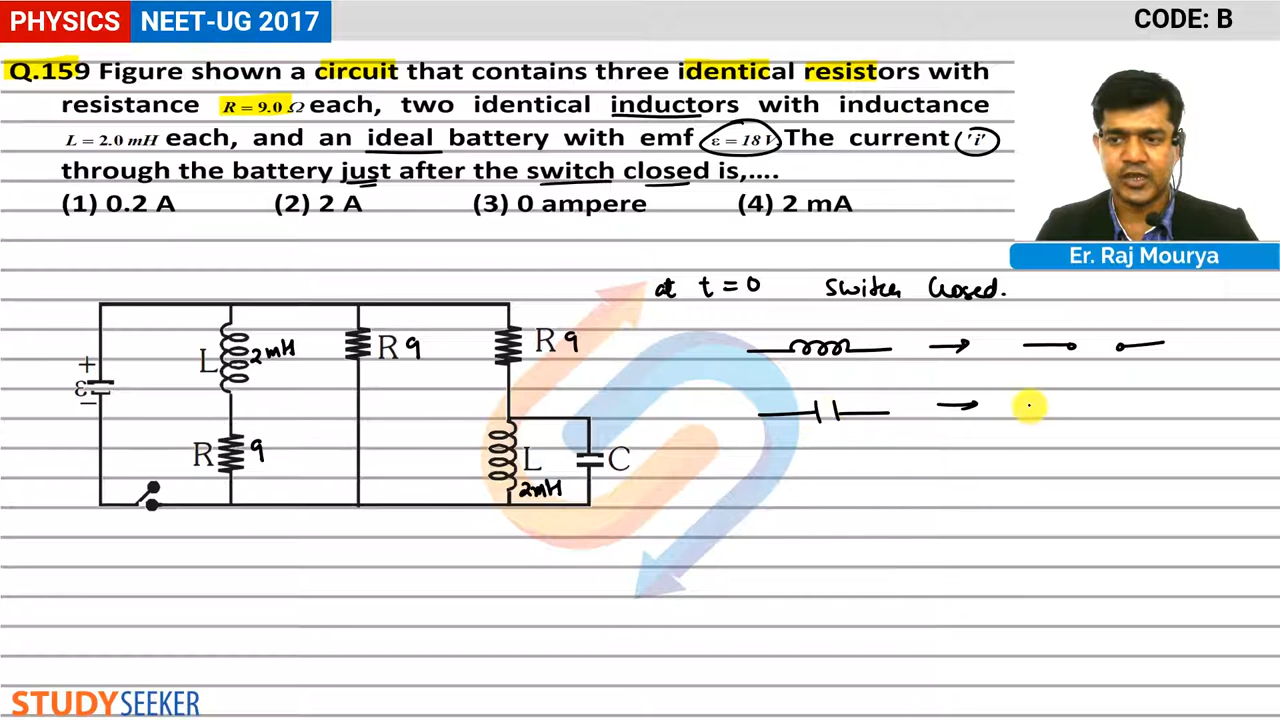 PHYSICS NEET-UG 2017 CODE: B
Q.159 Figure shown a circuit that contains three identical resistors with
resistance R = 9.0 Ω each, two identical inductors with inductance
L = 2.0 mH each, and an ideal battery with emf ε = 18 V The current 'i'
through the battery just after the switch closed is,....
(1) 0.2 A (2) 2 A (3) 0 ampere (4) 2 mA
Er. Raj Mourya
at t = 0 Switch Closed.
+ ε −
L 2mH
R 9
R 9
R 9
L 2mH
C
STUDY SEEKER